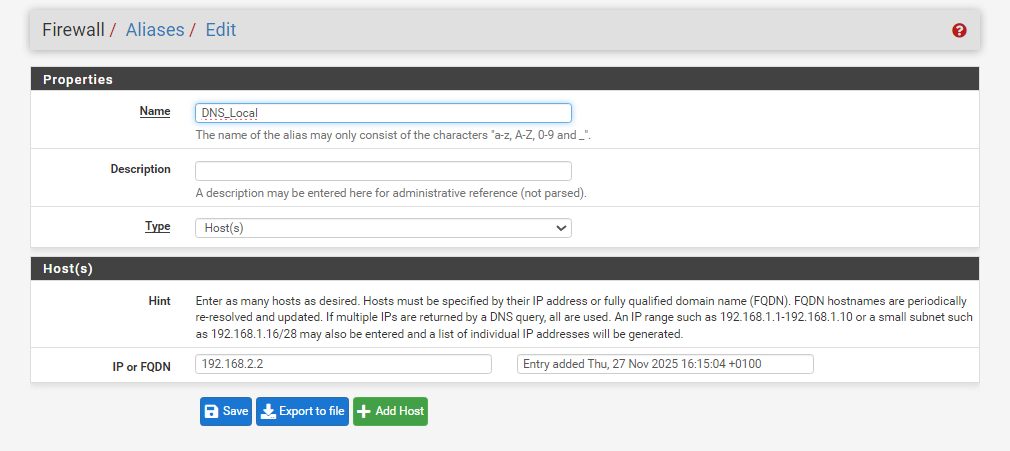 Firewall / Aliases / Edit
Properties
Name
DNS_Local
The name of the alias may only consist of the characters "a-z, A-Z, 0-9 and _".
Description
A description may be entered here for administrative reference (not parsed).
Type
Host(s)
Host(s)
Hint
Enter as many hosts as desired. Hosts must be specified by their IP address or fully qualified domain name (FQDN). FQDN hostnames are periodically
re-resolved and updated. If multiple IPs are returned by a DNS query, all are used. An IP range such as 192.168.1.1-192.168.1.10 or a small subnet such
as 192.168.1.16/28 may also be entered and a list of individual IP addresses will be generated.
IP or FQDN
192.168.2.2
Entry added Thu, 27 Nov 2025 16:15:04 +0100
Save
Export to file
Add Host